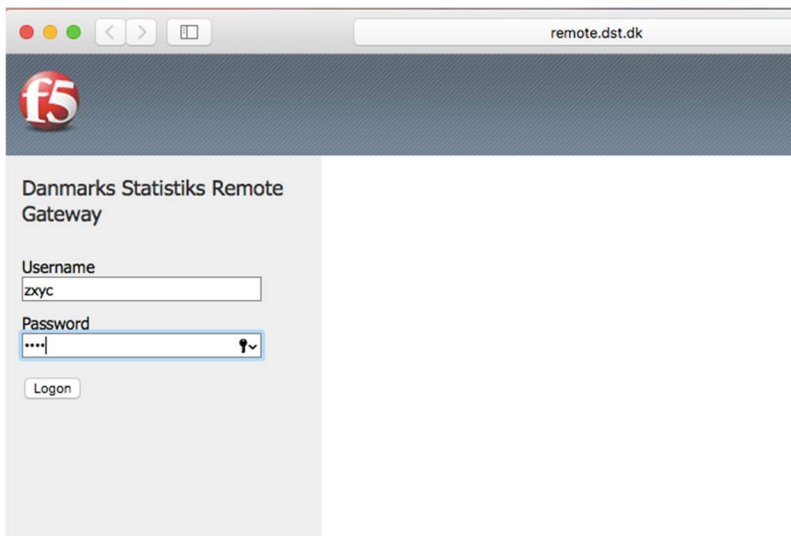 remote.dst.dk
f5
Danmarks Statistiks Remote
Gateway
Username
zxyc
Password
••••
Logon